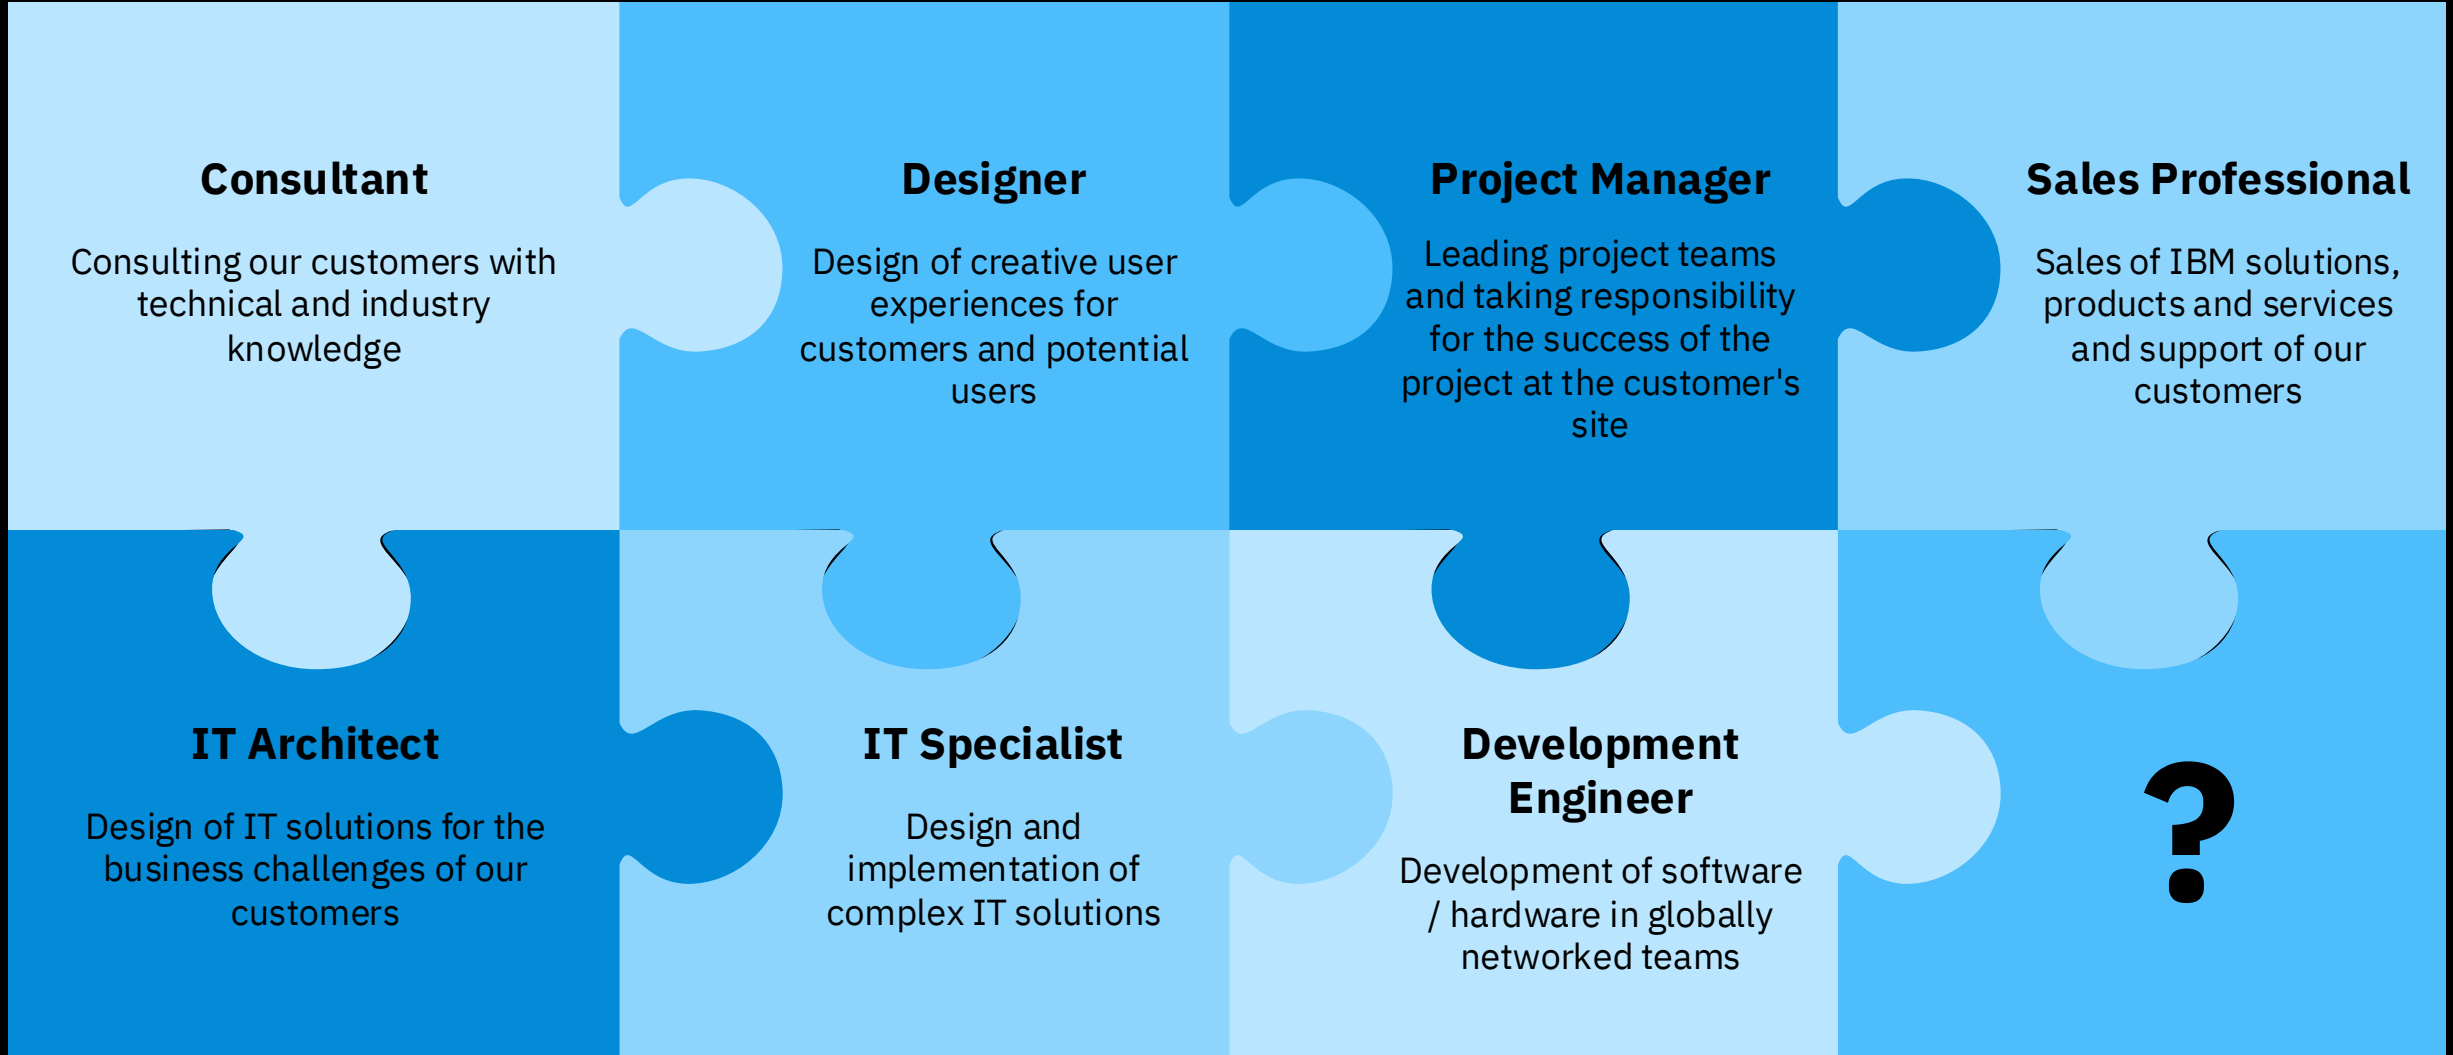 Consultant
Consulting our customers with
technical and industry
knowledge
Designer
Design of creative user
experiences for
customers and potential
users
Project Manager
Leading project teams
and taking responsibility
for the success of the
project at the customer's
site
Sales Professional
Sales of IBM solutions,
products and services
and support of our
customers
IT Architect
Design of IT solutions for the
business challenges of our
customers
IT Specialist
Design and
implementation of
complex IT solutions
Development
Engineer
Development of software
/ hardware in globally
networked teams
?